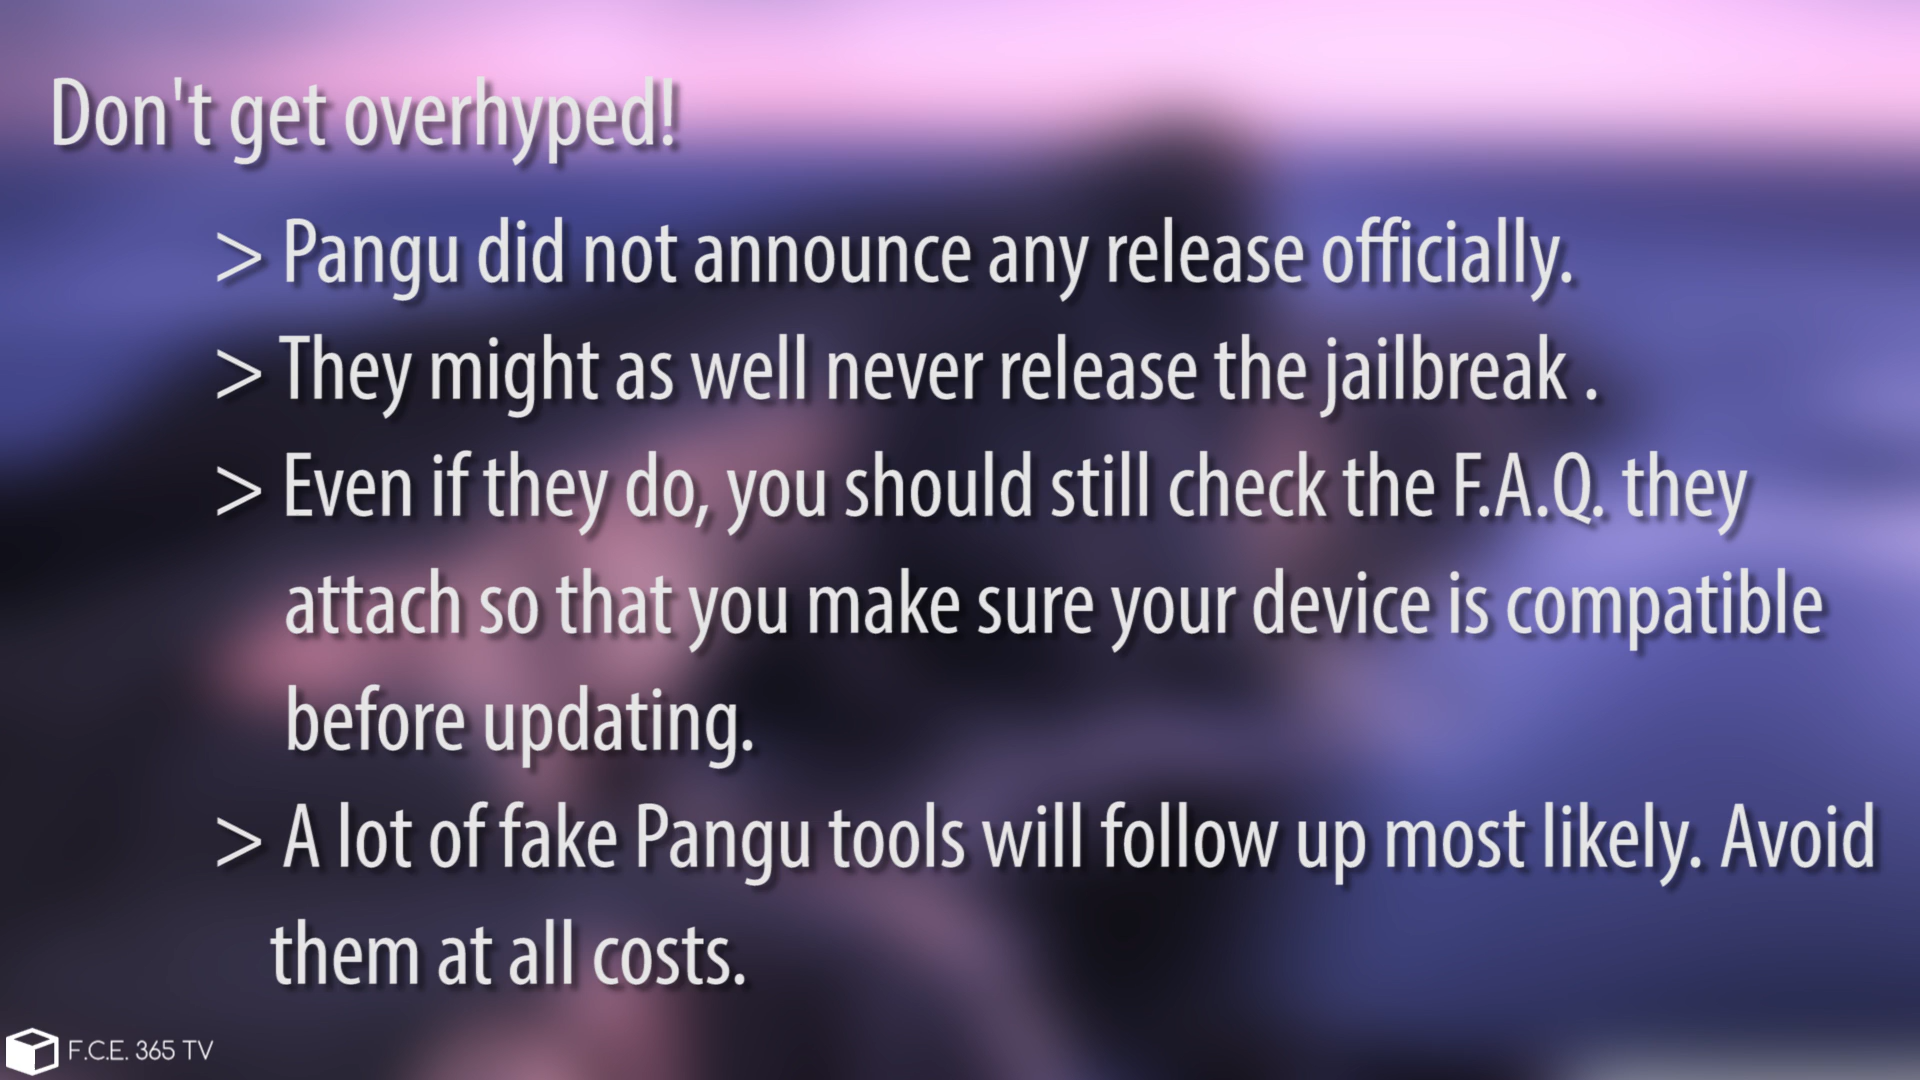 Don't get overhyped!
> Pangu did not announce any release officially.
> They might as well never release the jailbreak .
> Even if they do, you should still check the F.A.Q. they
attach so that you make sure your device is compatible
before updating.
> A lot of fake Pangu tools will follow up most likely. Avoid
them at all costs.
F.C.E. 365 TV